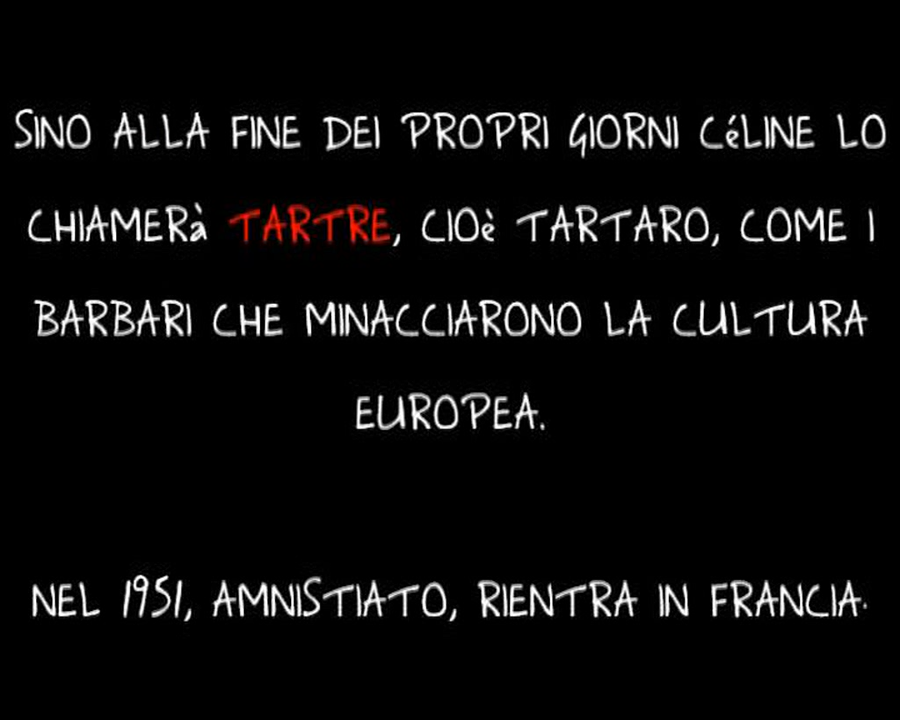 SINO ALLA FINE DEI PROPRI GIORNI CéLINE LO
CHIAMERà TARTRE, CIOè TARTARO, COME I
BARBARI CHE MINACCIARONO LA CULTURA
EUROPEA.
NEL 1951, AMNISTIATO, RIENTRA IN FRANCIA.